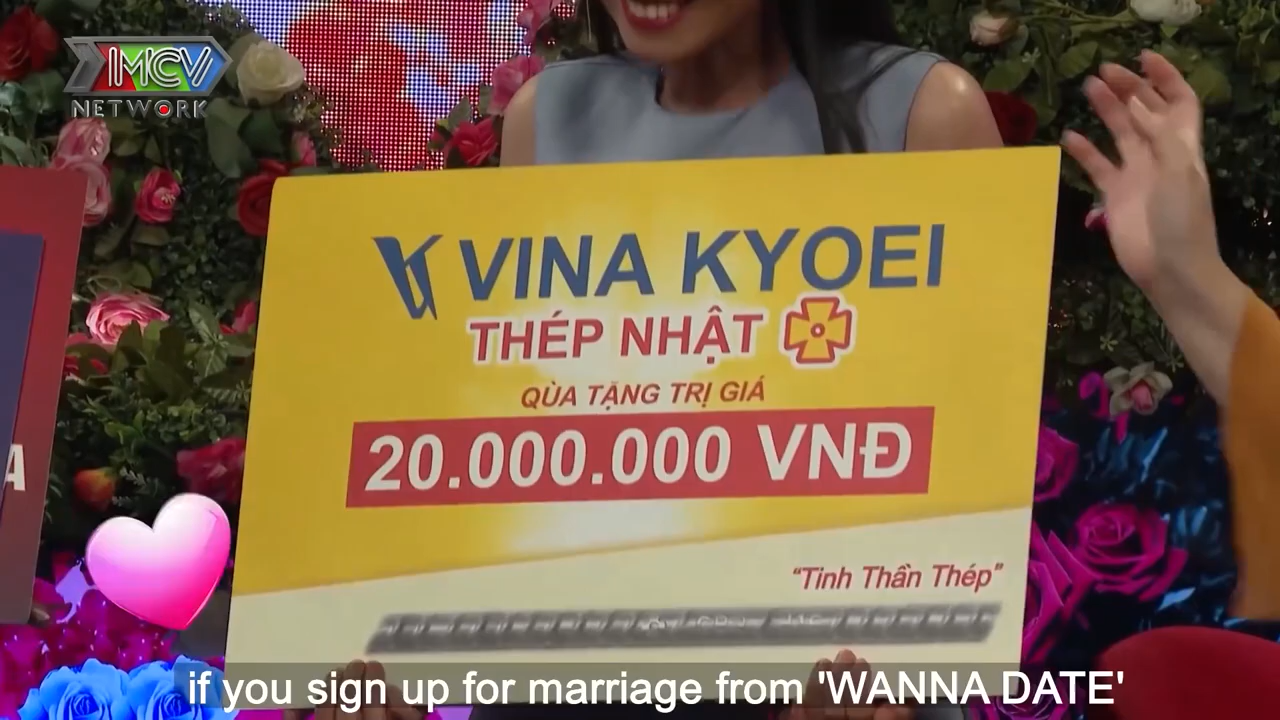 MCV
NETWORK
VINA KYOEI
THÉP NHẬT
QÙA TẶNG TRỊ GIÁ
20.000.000 VNĐ
"Tinh Thần Thép"
A
if you sign up for marriage from 'WANNA DATE'